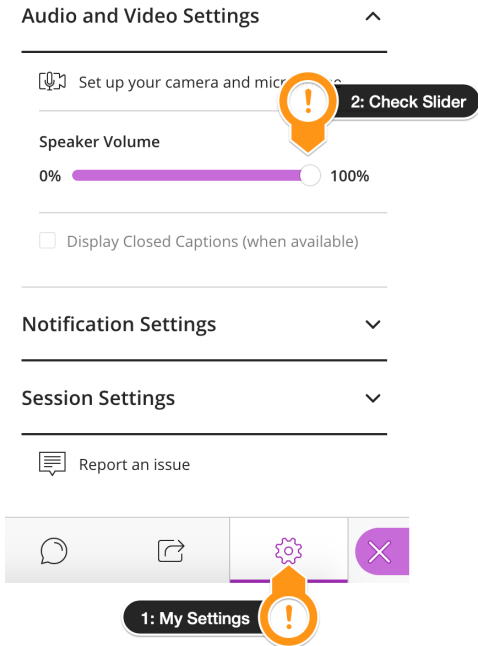 Audio and Video Settings
Set up your camera and microphone
2: Check Slider
Speaker Volume
0% 100%
Display Closed Captions (when available)
Notification Settings
Session Settings
Report an issue
1: My Settings